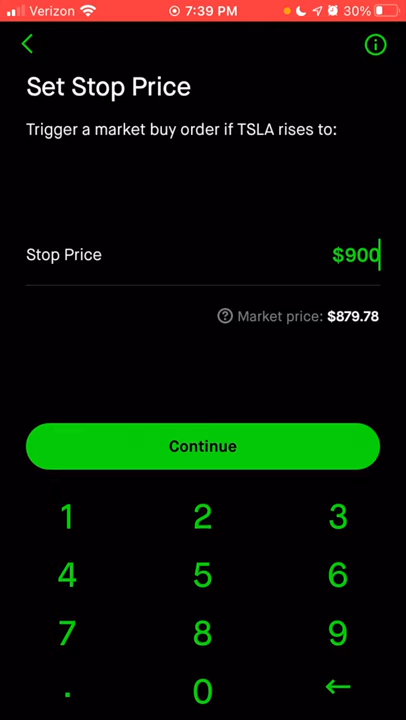 Verizon 7:39 PM 30%
Set Stop Price
Trigger a market buy order if TSLA rises to:
Stop Price $900
Market price: $879.78
Continue
1 2 3
4 5 6
7 8 9
. 0